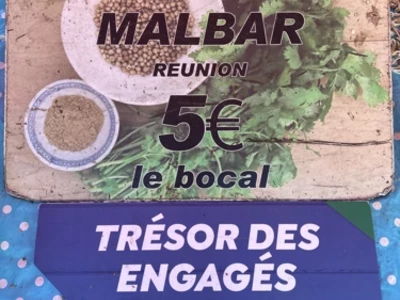 MALBAR
REUNION
5€
le bocal
TRÉSOR DES
ENGAGÉS